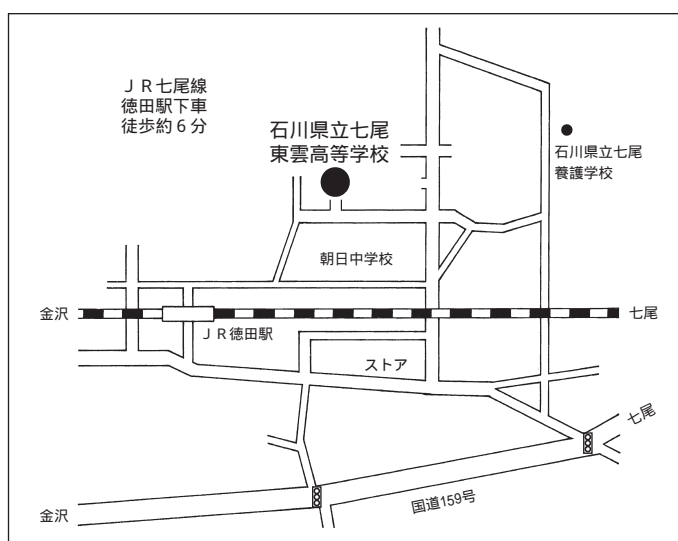 ＪＲ七尾線
徳田駅下車
徒歩約６分
石川県立七尾
東雲高等学校
石川県立七尾
養護学校
朝日中学校
金沢
七尾
ＪＲ徳田駅
ストア
七尾
国道159号
金沢